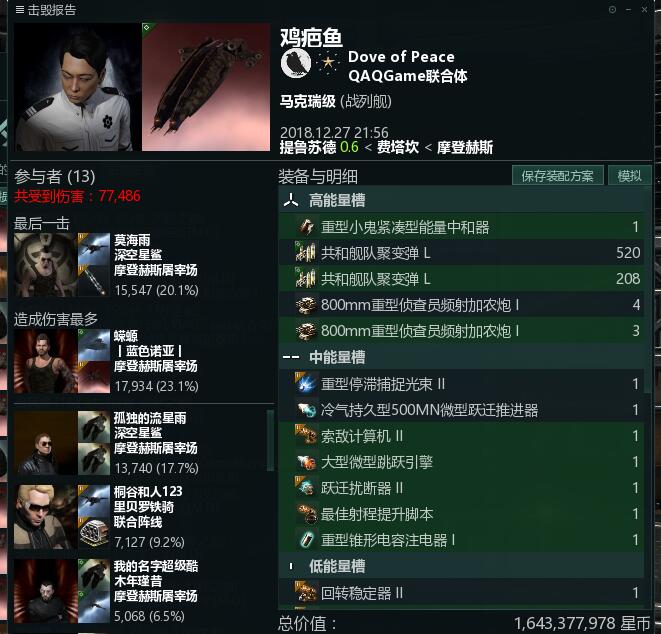 击毁报告
鸡疤鱼
Dove of Peace
QAQGame联合体
马克瑞级 (战列舰)
2018.12.27 21:56
提鲁苏德 0.6 < 费塔坎 < 摩登赫斯
参与者 (13)
共受到伤害：77,486
最后一击
莫海雨
深空星鲨
摩登赫斯屠宰场
15,547 (20.1%)
造成伤害最多
蝾螈
丨蓝色诺亚丨
摩登赫斯屠宰场
17,934 (23.1%)
孤独的流星雨
深空星鲨
摩登赫斯屠宰场
13,740 (17.7%)
桐谷和人123
里贝罗铁骑
联合阵线
7,127 (9.2%)
我的名字超级酷
木年瑾昔
摩登赫斯屠宰场
5,068 (6.5%)
装备与明细
保存装配方案
模拟
高能量槽
重型小鬼紧凑型能量中和器 1
共和舰队聚变弹 L 520
共和舰队聚变弹 L 208
800mm重型侦查员频射加农炮 I 4
800mm重型侦查员频射加农炮 I 3
中能量槽
重型停滞捕捉光束 II 1
冷气持久型500MN微型跃迁推进器 1
索敌计算机 II 1
大型微型跳跃引擎 1
跃迁扰断器 II 1
最佳射程提升脚本 1
重型锥形电容注电器 I 1
低能量槽
回转稳定器 II 1
总价值： 1,643,377,978 星币